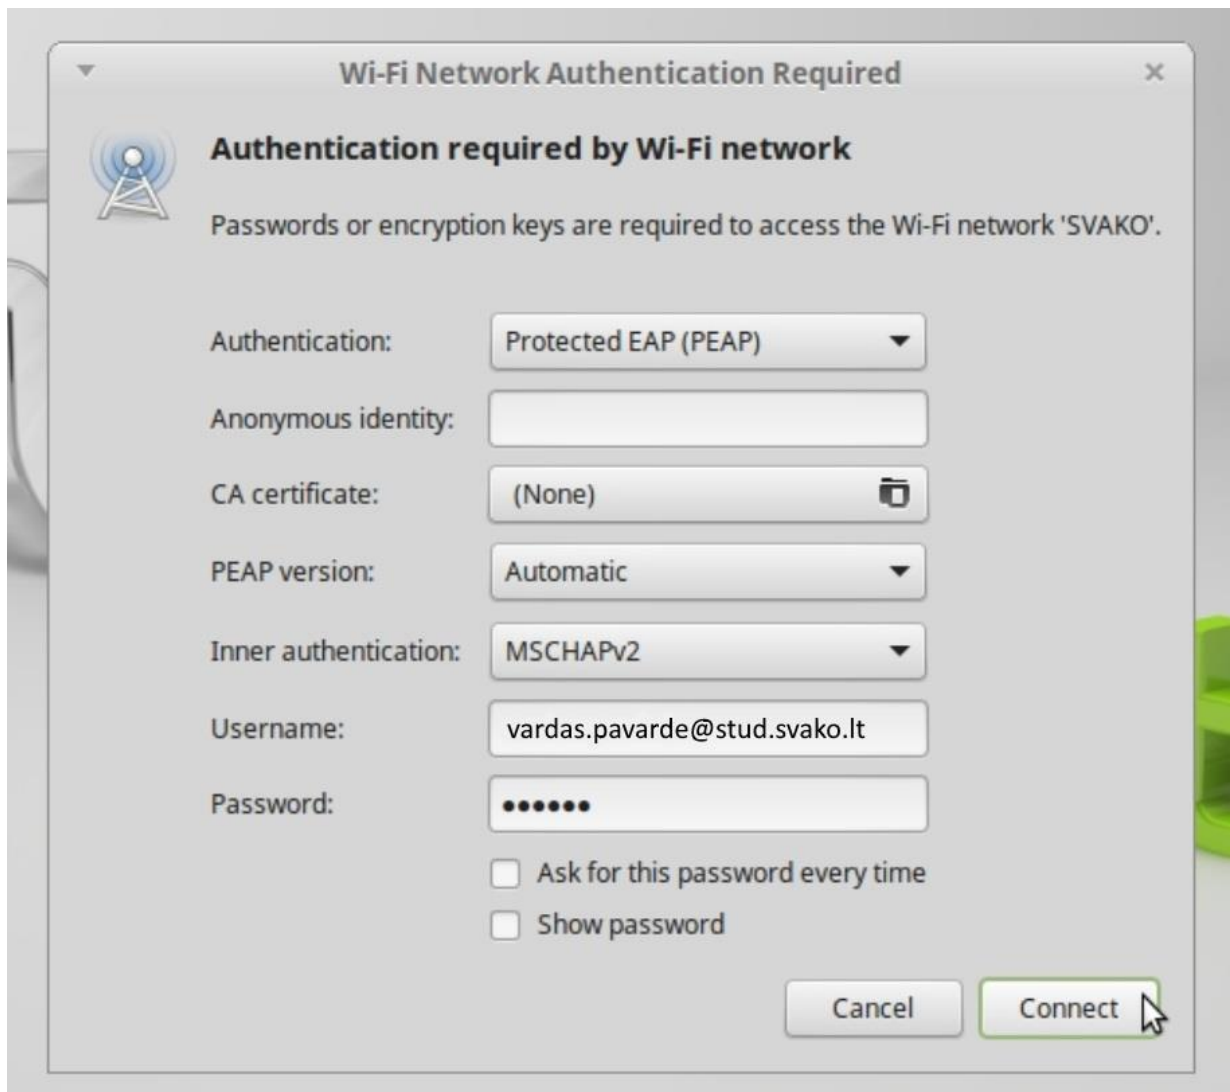 Wi-Fi Network Authentication Required
Authentication required by Wi-Fi network
Passwords or encryption keys are required to access the Wi-Fi network 'SVAKO'.
Authentication: Protected EAP (PEAP)
Anonymous identity:
CA certificate: (None)
PEAP version: Automatic
Inner authentication: MSCHAPv2
Username: vardas.pavarde@stud.svako.lt
Password: ••••••
Ask for this password every time
Show password
Cancel Connect